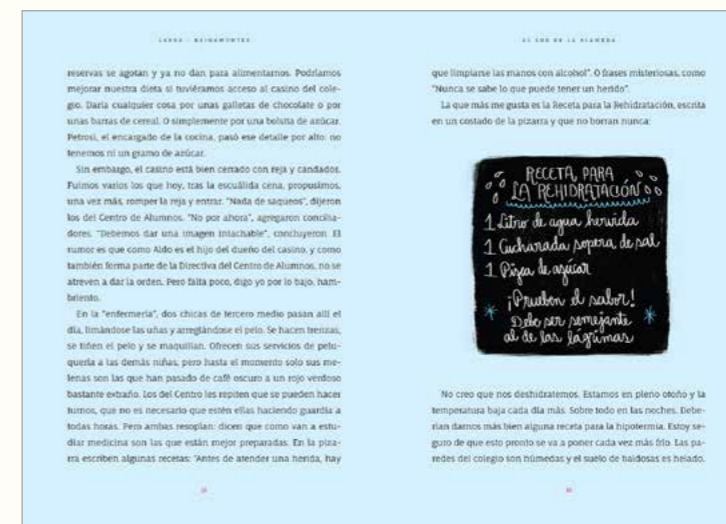 LARRA - REINAMONTES
reservas se agotan y ya no dan para alimentarnos. Podríamos
mejorar nuestra dieta si tuviéramos acceso al casino del cole-
gio. Daría cualquier cosa por unas galletas de chocolate o por
unas barras de cereal. O simplemente por una bolsita de azúcar.
Petrosi, el encargado de la cocina, pasó ese detalle por alto: no
tenemos ni un gramo de azúcar.
Sin embargo, el casino está bien cerrado con reja y candados.
Fuimos varios los que hoy, tras la escuálida cena, propusimos,
una vez más, romper la reja y entrar. "Nada de saqueos", dijeron
los del Centro de Alumnos. "No por ahora", agregaron concilia-
dores. "Debemos dar una imagen intachable", concluyeron. El
rumor es que como Aldo es el hijo del dueño del casino, y como
también forma parte de la Directiva del Centro de Alumnos, no se
atreven a dar la orden. Pero falta poco, digo yo por lo bajo, ham-
briento.
En la "enfermería", dos chicas de tercero medio pasan allí el
día, limándose las uñas y arreglándose el pelo. Se hacen trenzas,
se tiñen el pelo y se maquillan. Ofrecen sus servicios de pelu-
quería a las demás niñas, pero hasta el momento solo sus me-
lenas son las que han pasado de café oscuro a un rojo verdoso
bastante extraño. Los del Centro les repiten que se pueden hacer
turnos, que no es necesario que estén ellas haciendo guardia a
todas horas. Pero ambas resoplan: dicen que como van a estu-
diar medicina son las que están mejor preparadas. En la piza-
rra escriben algunas recetas: "Antes de atender una herida, hay
EL AÑO DE LA ALAMEDA
que limpiarse las manos con alcohol". O frases misteriosas, como
"Nunca se sabe lo que puede tener un herido".
La que más me gusta es la Receta para la Rehidratación, escrita
en un costado de la pizarra y que no borran nunca:
RECETA PARA
LA REHIDRATACIÓN
1 Litro de agua hervida
1 Cucharada sopera de sal
1 Pizca de azúcar
¡Prueben el sabor!
Debe ser semejante
al de las lágrimas
No creo que nos deshidratemos. Estamos en pleno otoño y la
temperatura baja cada día más. Sobre todo en las noches. Debe-
rían darnos más bien alguna receta para la hipotermia. Estoy se-
guro de que esto pronto se va a poner cada vez más frío. Las pa-
redes del colegio son húmedas y el suelo de baldosas es helado.